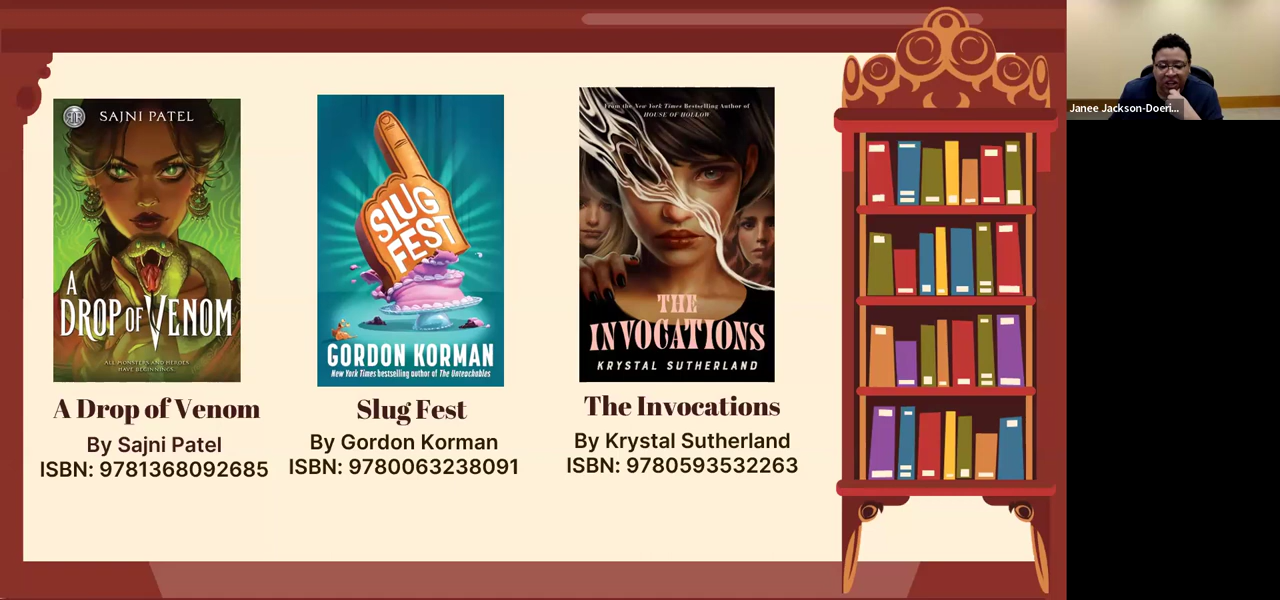 SAJNI PATEL
A
DROP OF VENOM
ALL MONSTERS AND HEROES
HAVE BEGINNINGS.
A Drop of Venom
By Sajni Patel
ISBN: 9781368092685
SLUG
FEST
GORDON KORMAN
New York Times bestselling author of The Unteachables
Slug Fest
By Gordon Korman
ISBN: 9780063238091
From the New York Times Bestselling Author of
HOUSE OF HOLLOW
THE
INVOCATIONS
KRYSTAL SUTHERLAND
The Invocations
By Krystal Sutherland
ISBN: 9780593532263
Janee Jackson-Doeri...